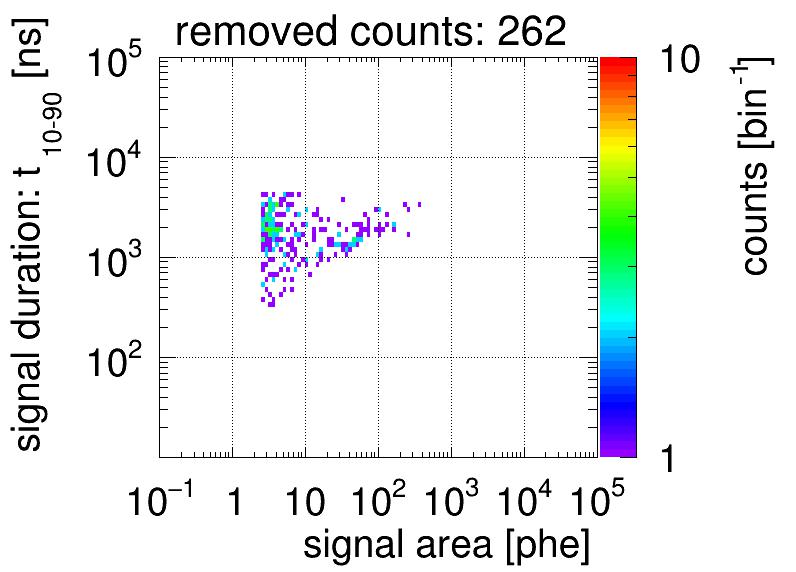 removed counts: 262
signal duration: t 10-90 [ns]
10⁵
10⁴
10³
10²
10⁻¹ 1 10 10² 10³ 10⁴ 10⁵
signal area [phe]
10
1
counts [bin⁻¹]